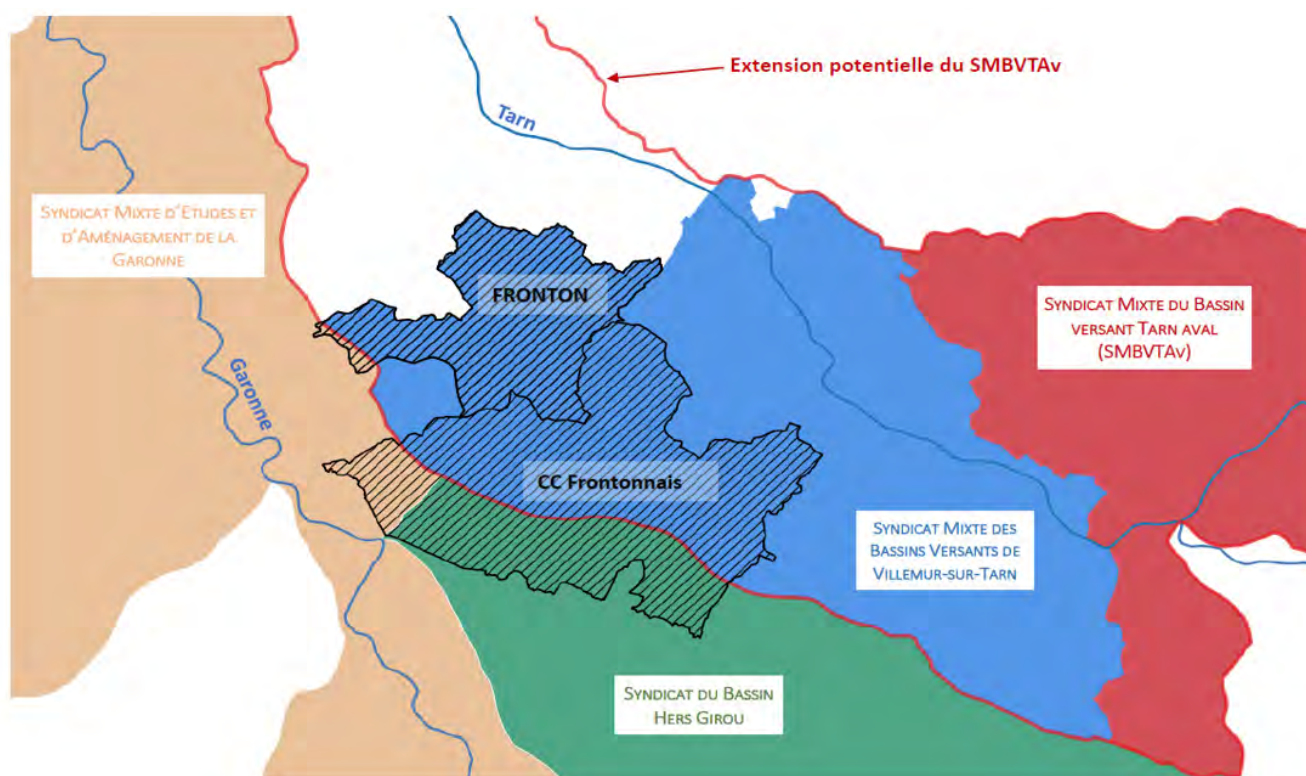 Extension potentielle du SMBVTAv
Tarn
SYNDICAT MIXTE D'ETUDES ET
D'AMÉNAGEMENT DE LA
GARONNE
FRONTON
SYNDICAT MIXTE DU BASSIN
VERSANT TARN AVAL
(SMBVTAV)
Garonne
CC Frontonnais
SYNDICAT MIXTE DES
BASSINS VERSANTS DE
VILLEMUR-SUR-TARN
SYNDICAT DU BASSIN
HERS GIROU